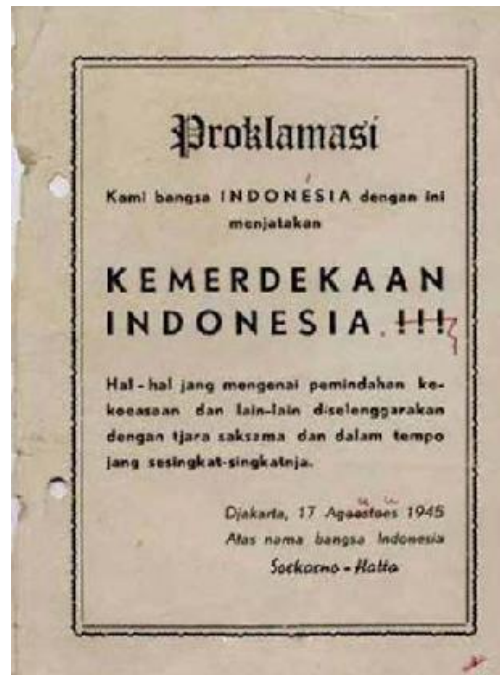 Proklamasi
Kami bangsa INDONESIA dengan ini
menjatakan
KEMERDEKAAN
INDONESIA. !!!
Hal-hal jang mengenai pemindahan ke-
koeasaan dan lain-lain diselenggarakan
dengan tjara saksama dan dalam tempo
jang sesingkat-singkatnja.
Djakarta, 17 Agoestoes 1945
Atas nama bangsa Indonesia
Soekarno-Hatta